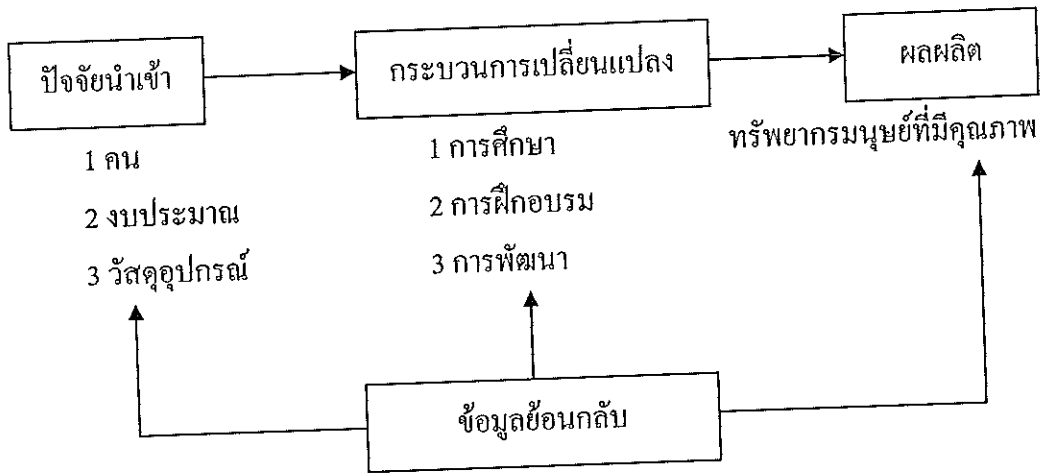 ปัจจัยนำเข้า
1 คน
2 งบประมาณ
3 วัสดุอุปกรณ์
กระบวนการเปลี่ยนแปลง
1 การศึกษา
2 การฝึกอบรม
3 การพัฒนา
ผลผลิต
ทรัพยากรมนุษย์ที่มีคุณภาพ
ข้อมูลย้อนกลับ